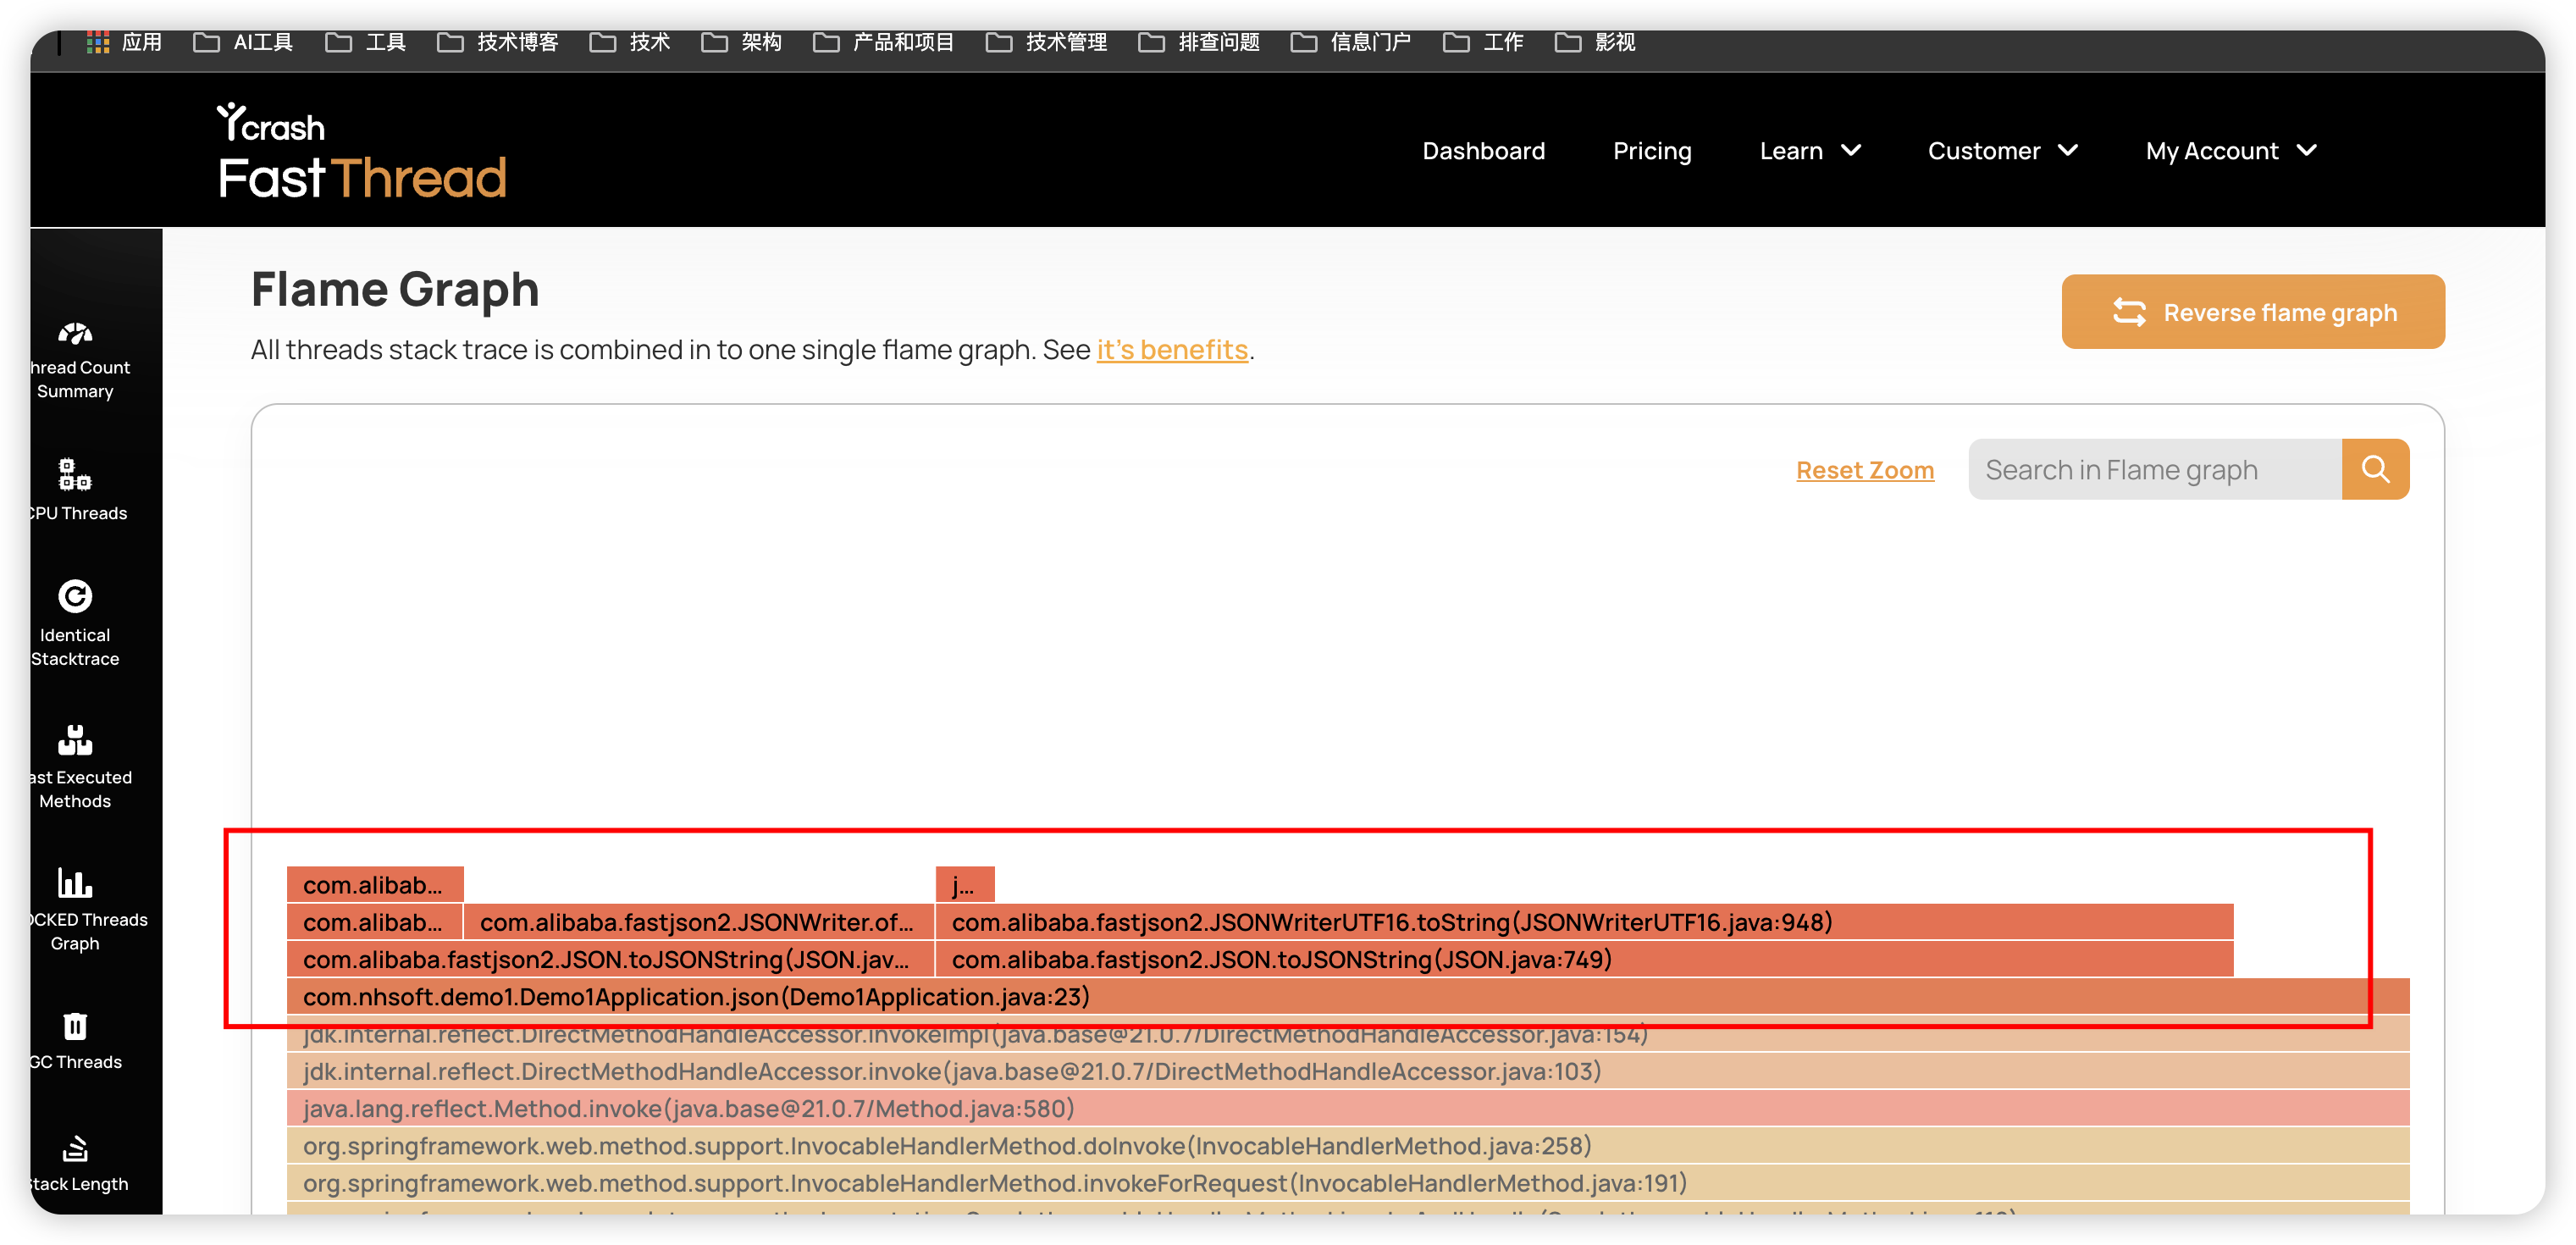 应用 AI工具 工具 技术博客 技术 架构 产品和项目 技术管理 排查问题 信息门户 工作 影视
Ycrash
FastThread
Dashboard Pricing Learn Customer My Account
Flame Graph
Reverse flame graph
All threads stack trace is combined in to one single flame graph. See it's benefits.
hread Count
Summary
CPU Threads
Identical
Stacktrace
ast Executed
Methods
OCKED Threads
Graph
GC Threads
Stack Length
Reset Zoom Search in Flame graph
com.alibab... j...
com.alibab... com.alibaba.fastjson2.JSONWriter.of... com.alibaba.fastjson2.JSONWriterUTF16.toString(JSONWriterUTF16.java:948)
com.alibaba.fastjson2.JSON.toJSONString(JSON.jav... com.alibaba.fastjson2.JSON.toJSONString(JSON.java:749)
com.nhsoft.demo1.Demo1Application.json(Demo1Application.java:23)
jdk.internal.reflect.DirectMethodHandleAccessor.invokeImpl(java.base@21.0.7/DirectMethodHandleAccessor.java:154)
jdk.internal.reflect.DirectMethodHandleAccessor.invoke(java.base@21.0.7/DirectMethodHandleAccessor.java:103)
java.lang.reflect.Method.invoke(java.base@21.0.7/Method.java:580)
org.springframework.web.method.support.InvocableHandlerMethod.doInvoke(InvocableHandlerMethod.java:258)
org.springframework.web.method.support.InvocableHandlerMethod.invokeForRequest(InvocableHandlerMethod.java:191)